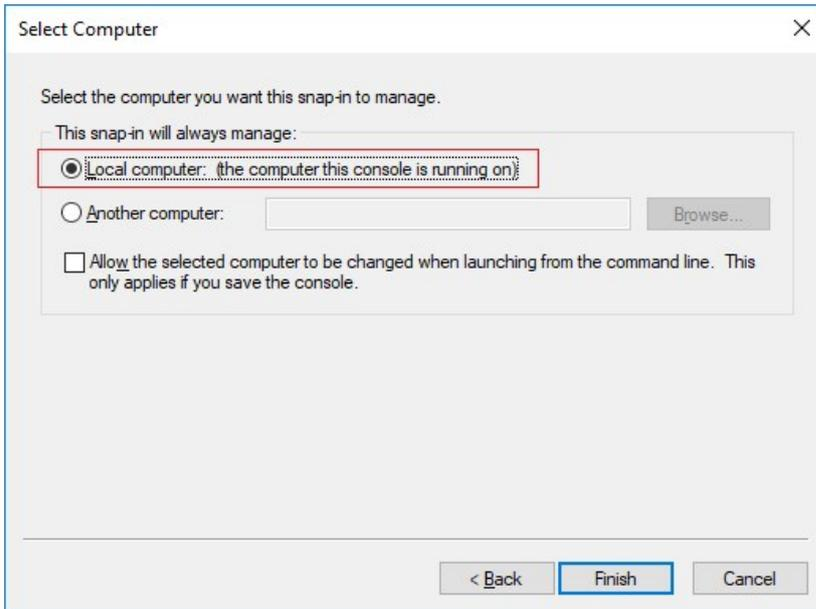 Select Computer
Select the computer you want this snap-in to manage.
This snap-in will always manage:
Local computer: (the computer this console is running on)
Another computer:
Browse...
Allow the selected computer to be changed when launching from the command line. This
only applies if you save the console.
< Back
Finish
Cancel